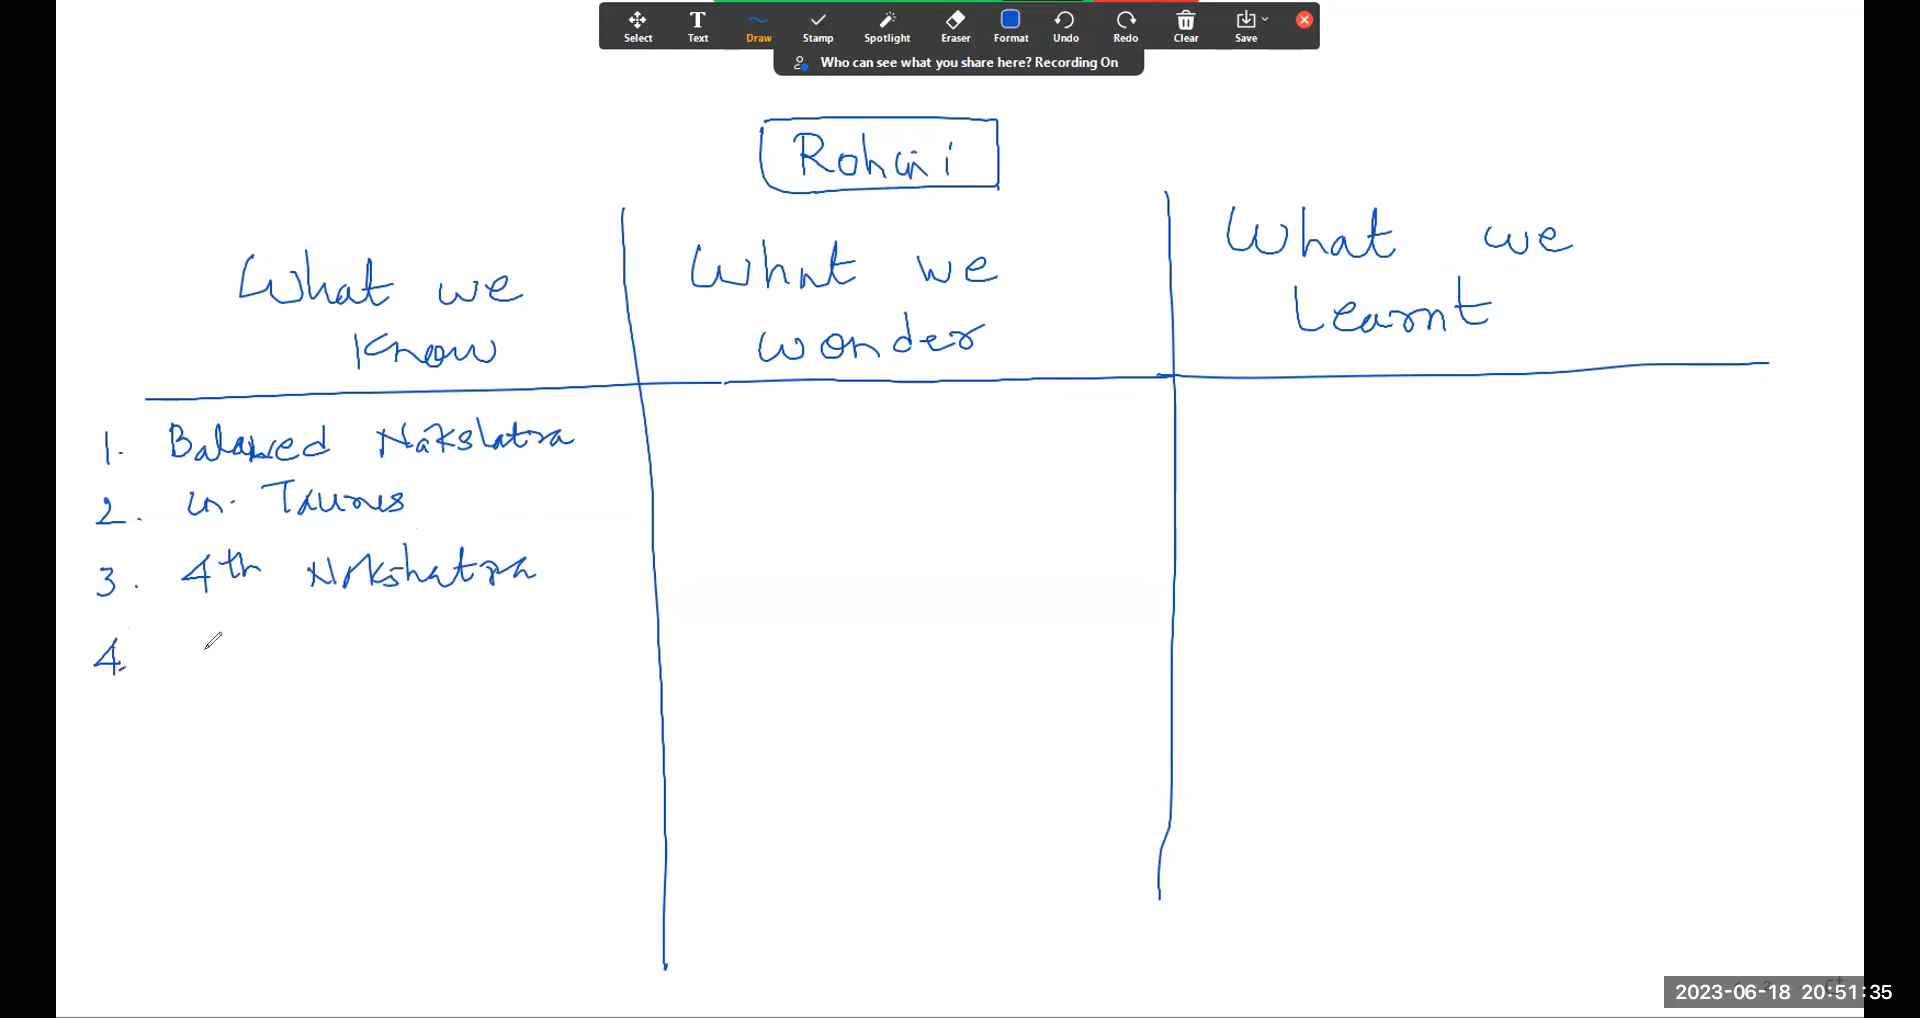 Select Text Draw Stamp Spotlight Eraser Format Undo Redo Clear Save
Who can see what you share here? Recording On
Rohini
What we
Know
What we
wonder
What we
Learnt
1. Balanced Nakshatra
2. in Taurus
3. 4th Nakshatra
4.
2023-06-18 20:51:35